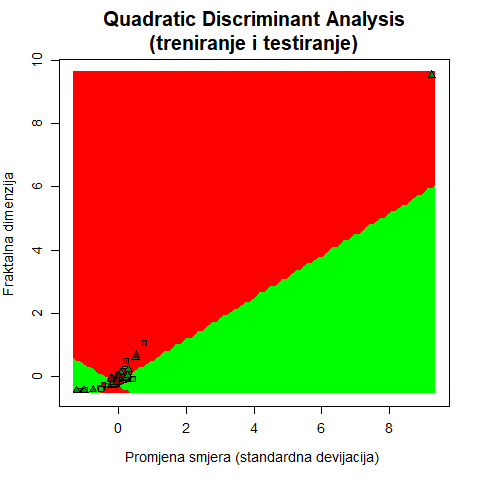 Quadratic Discriminant Analysis
(treniranje i testiranje)
Fraktalna dimenzija
10
8
6
4
2
0
0 2 4 6 8
Promjena smjera (standardna devijacija)